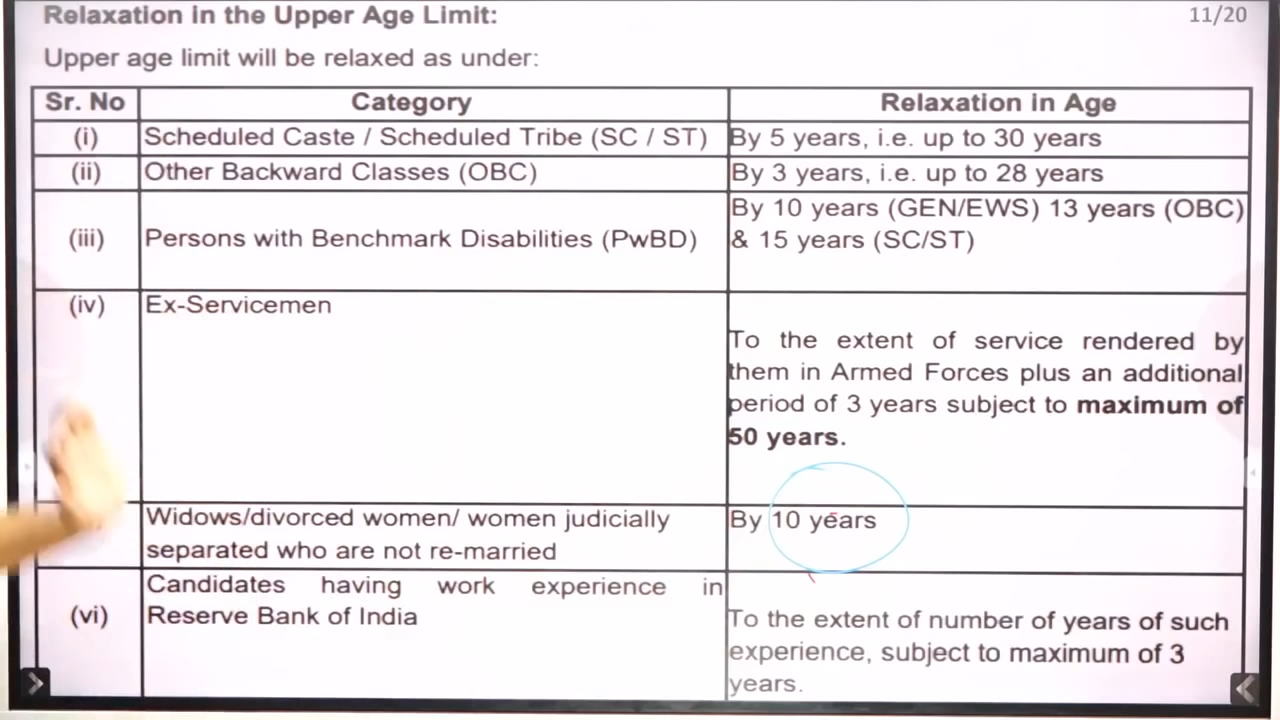 Relaxation in the Upper Age Limit:
11/20
Upper age limit will be relaxed as under:
Sr. No Category Relaxation in Age
(i) Scheduled Caste / Scheduled Tribe (SC / ST) By 5 years, i.e. up to 30 years
(ii) Other Backward Classes (OBC) By 3 years, i.e. up to 28 years
(iii) Persons with Benchmark Disabilities (PwBD)
By 10 years (GEN/EWS) 13 years (OBC)
& 15 years (SC/ST)
(iv) Ex-Servicemen
To the extent of service rendered by
them in Armed Forces plus an additional
period of 3 years subject to maximum of
50 years.
Widows/divorced women/ women judicially
separated who are not re-married
By 10 years
(vi)
Candidates having work experience in
Reserve Bank of India
To the extent of number of years of such
experience, subject to maximum of 3
years.